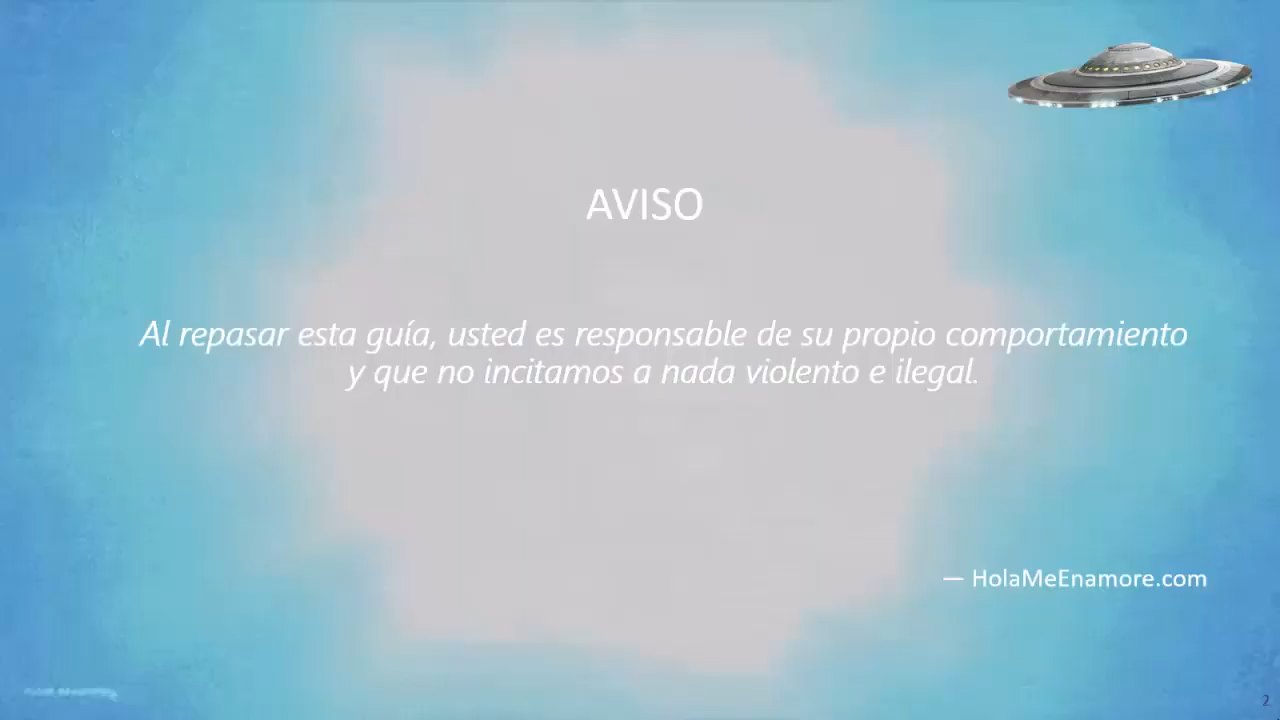 AVISO
Al repasar esta guía, usted es responsable de su propio comportamiento
y que no incitamos a nada violento e ilegal.
— HolaMeEnamore.com
2